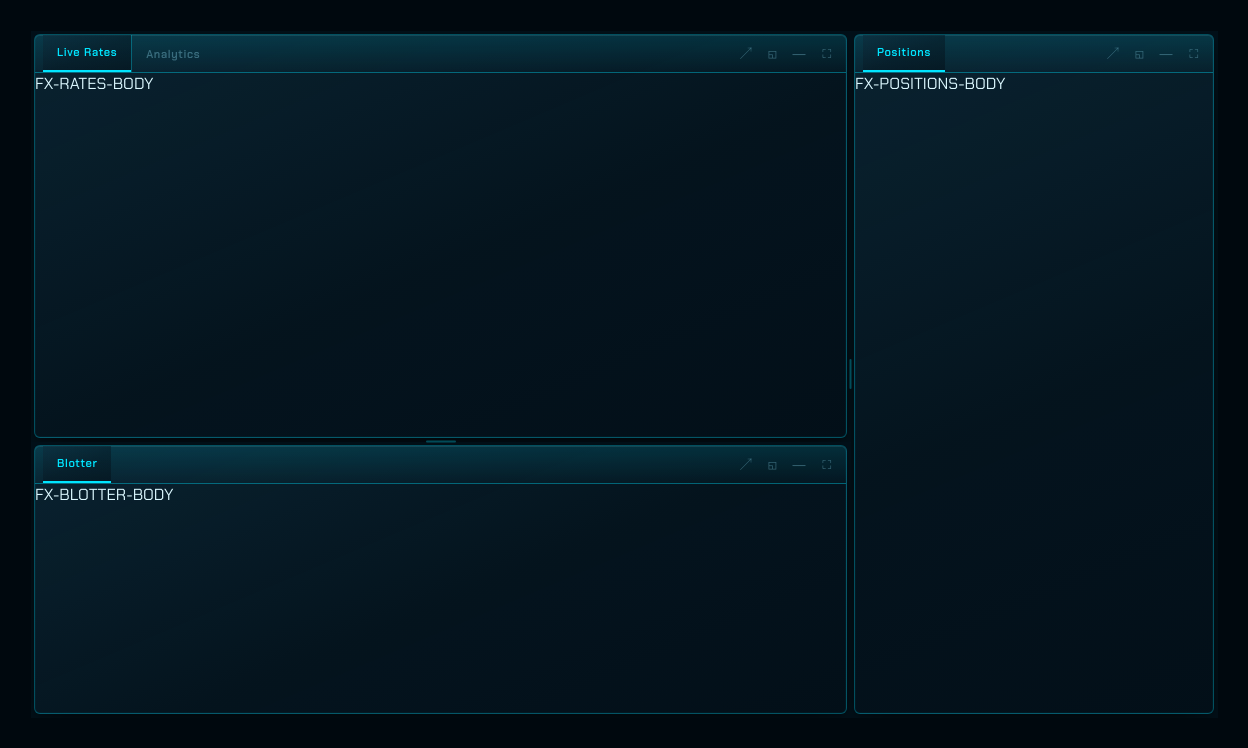 Live Rates Analytics
FX-RATES-BODY
Blotter
FX-BLOTTER-BODY
Positions
FX-POSITIONS-BODY